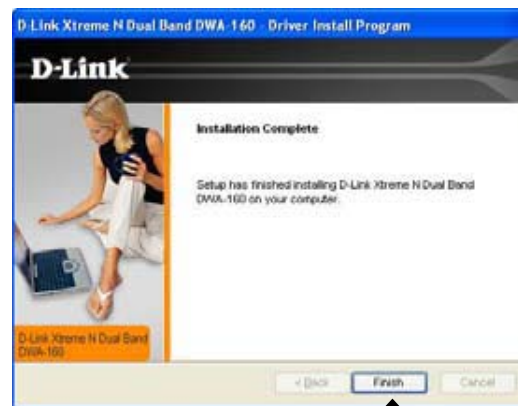 D-Link Xtreme N Dual Band DWA-160 - Driver Install Program
D-Link
Installation Complete
Setup has finished installing D-Link Xtreme N Dual Band
DWA-160 on your computer.
D-Link Xtreme N Dual Band
DWA-160
< Back
Finish
Cancel